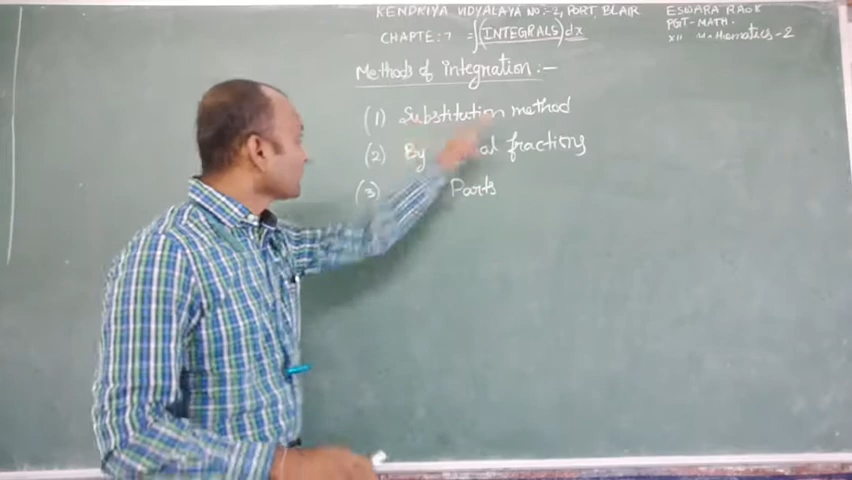 KENDRIYA VIDYALAYA NO:-2, PORT BLAIR
CHAPTE: 7 = ∫(INTEGRALS)dx
ESWARA RAO K
PGT-MATH.
XII Mathematics-2
Methods of integration :-
(1) Substitution method
(2) By al fractions
(3) Parts